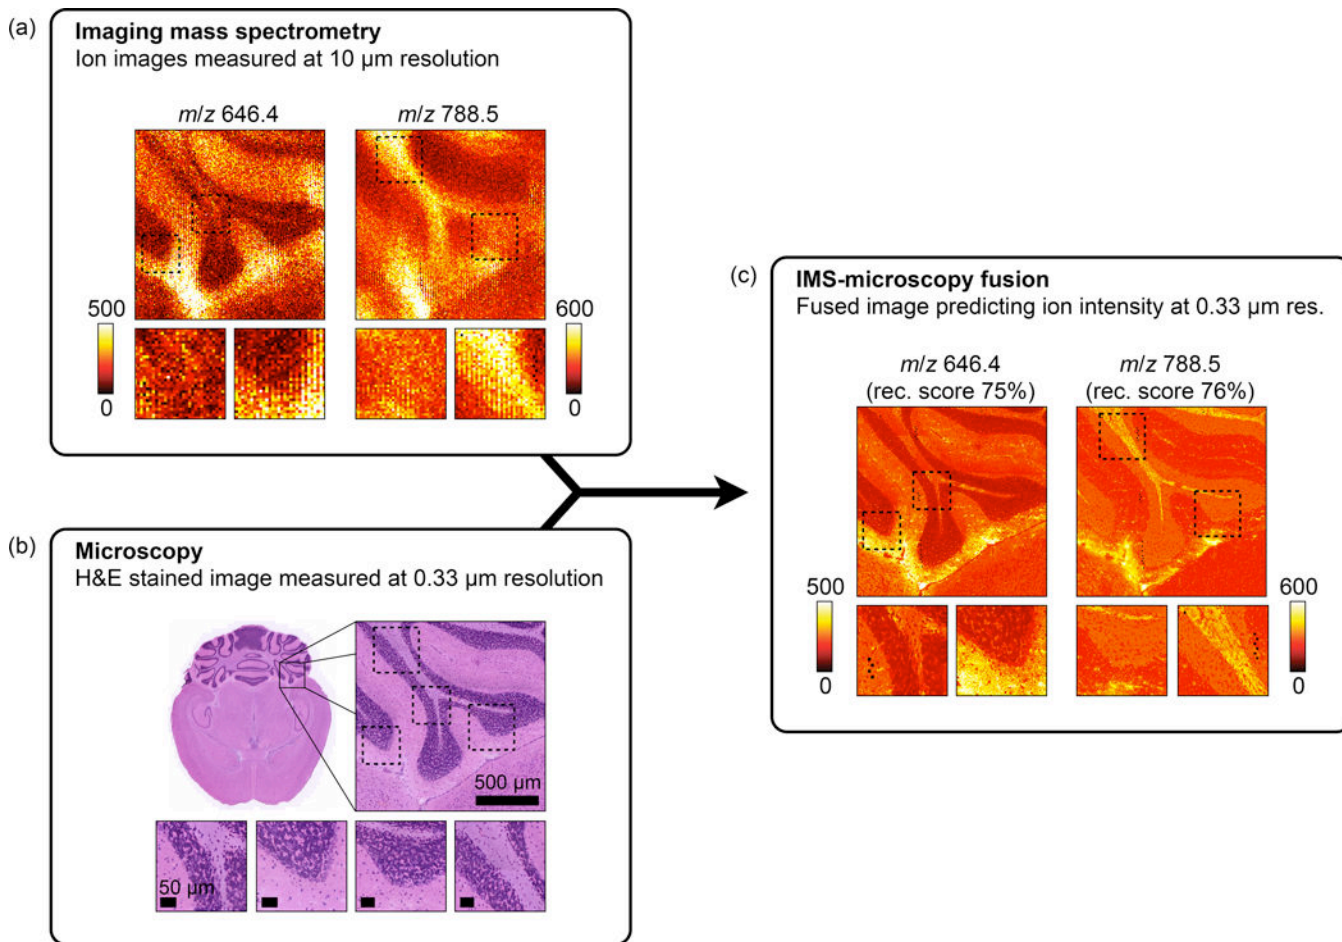 (a)
Imaging mass spectrometry
Ion images measured at 10 µm resolution
m/z 646.4
m/z 788.5
500
0
600
0
(b)
Microscopy
H&E stained image measured at 0.33 µm resolution
500 µm
50 µm
(c)
IMS-microscopy fusion
Fused image predicting ion intensity at 0.33 µm res.
m/z 646.4
(rec. score 75%)
m/z 788.5
(rec. score 76%)
500
0
600
0